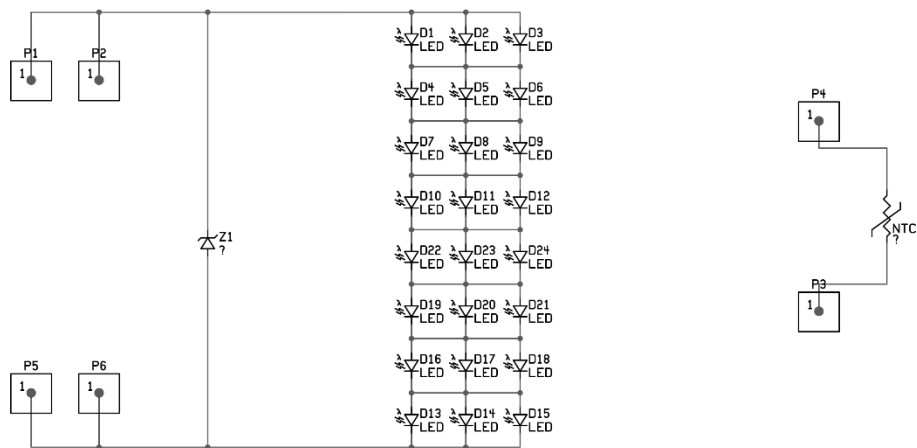 P1 P2
1 1
D1 D2 D3
LED LED LED
D4 D5 D6
LED LED LED
P4
1
D7 D8 D9
LED LED LED
D10 D11 D12
LED LED LED
NTC
?
Z1
?
D22 D23 D24
LED LED LED
D19 D20 D21
LED LED LED
P3
1
P5 P6
1 1
D16 D17 D18
LED LED LED
D13 D14 D15
LED LED LED